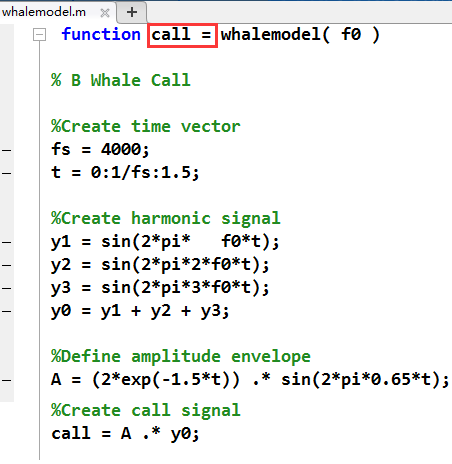 whalemodel.m × +
function call = whalemodel( f0 )
% B Whale Call
%Create time vector
fs = 4000;
t = 0:1/fs:1.5;
%Create harmonic signal
y1 = sin(2*pi*   f0*t);
y2 = sin(2*pi*2*f0*t);
y3 = sin(2*pi*3*f0*t);
y0 = y1 + y2 + y3;
%Define amplitude envelope
A = (2*exp(-1.5*t)) .* sin(2*pi*0.65*t);
%Create call signal
call = A .* y0;